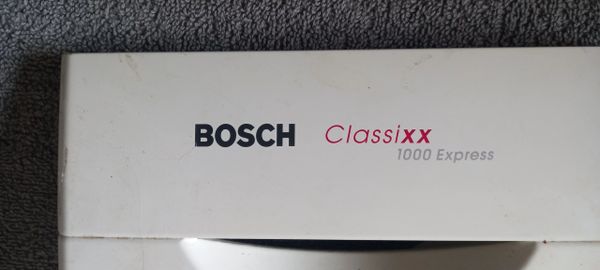 BOSCH Classixx
1000 Express